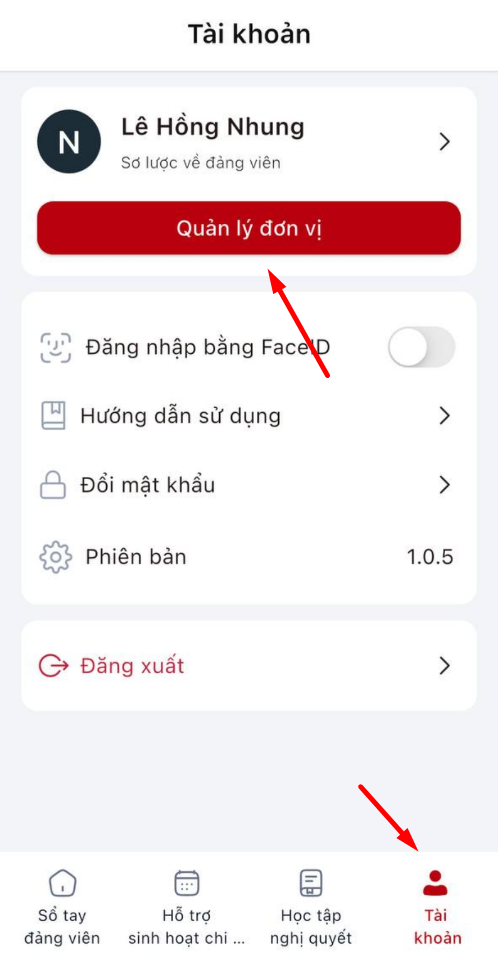 Tài khoản
N
Lê Hồng Nhung
Sơ lược về đảng viên
Quản lý đơn vị
Đăng nhập bằng FaceID
Hướng dẫn sử dụng
Đổi mật khẩu
Phiên bản 1.0.5
Đăng xuất
Sổ tay
đảng viên
Hỗ trợ
sinh hoạt chi ...
Học tập
nghị quyết
Tài
khoản